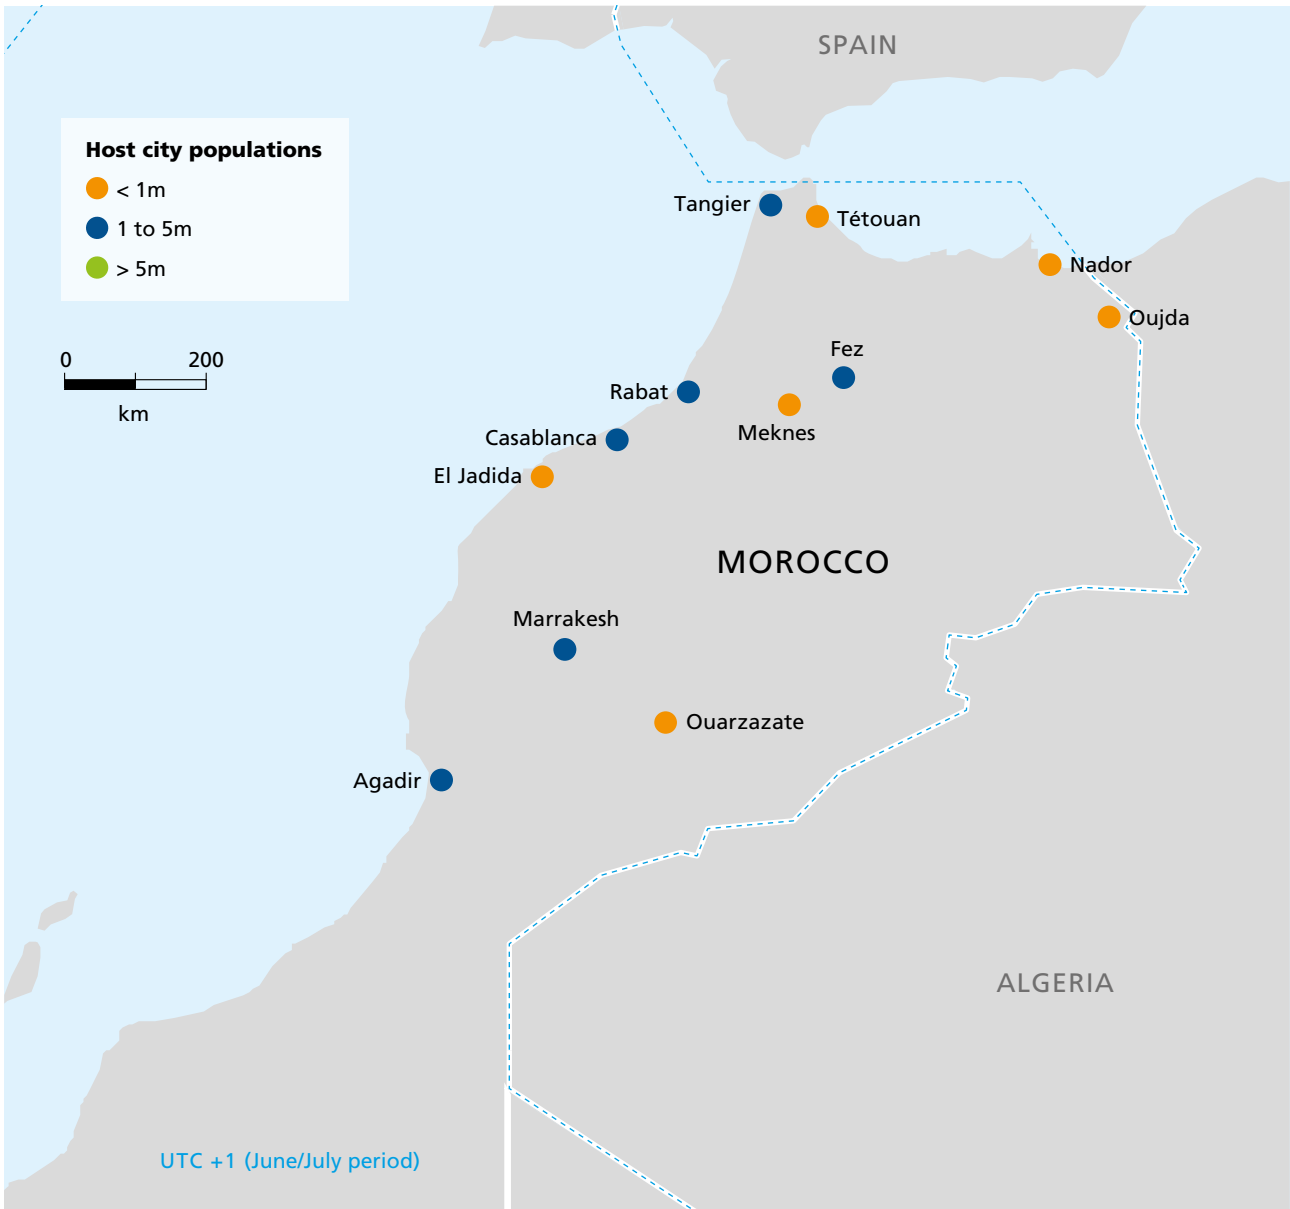 SPAIN
Host city populations
< 1m
1 to 5m
> 5m
0 200
km
Tangier
Tétouan
Nador
Oujda
Fez
Rabat
Meknes
Casablanca
El Jadida
MOROCCO
Marrakesh
Ouarzazate
Agadir
ALGERIA
UTC +1 (June/July period)